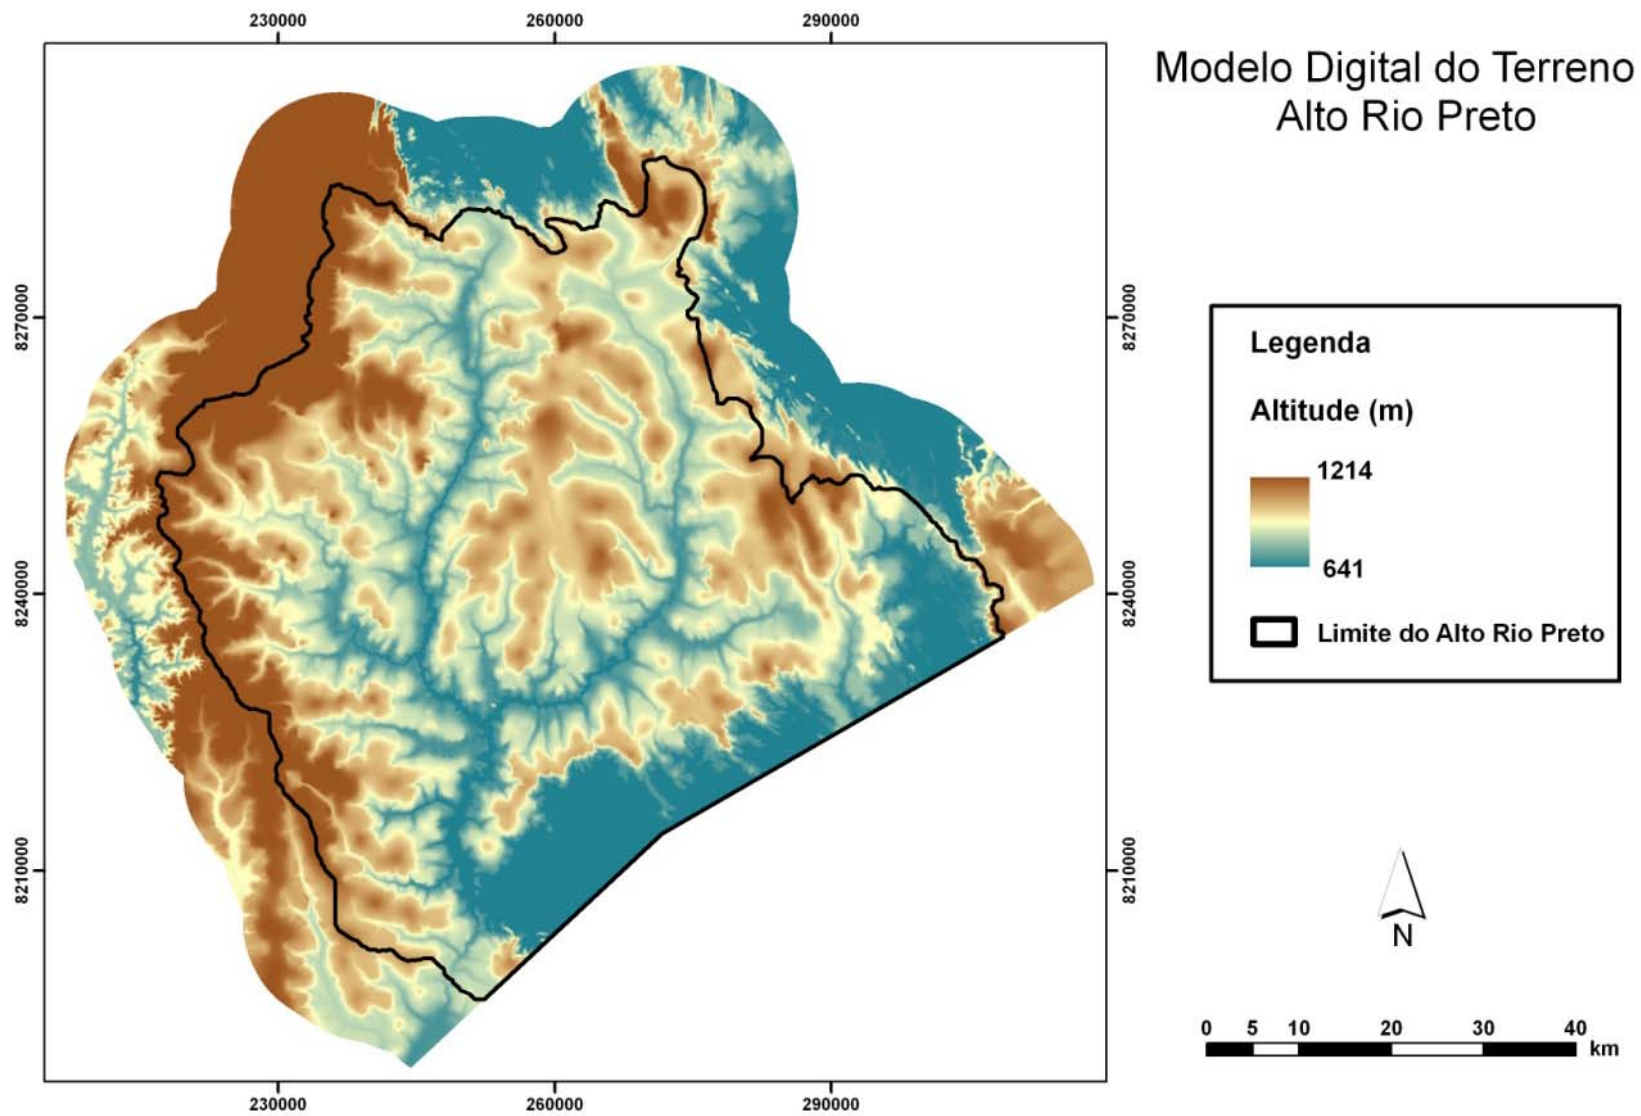 230000
260000
290000
Modelo Digital do Terreno
Alto Rio Preto
8270000
8270000
Legenda
Altitude (m)
1214
641
Limite do Alto Rio Preto
8240000
8240000
8210000
8210000
N
0 5 10 20 30 40
km
230000
260000
290000